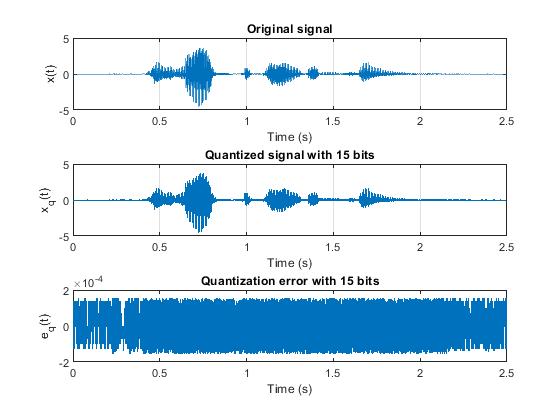 Original signal
5
0
-5
x(t)
0 0.5 1 1.5 2 2.5
Time (s)
Quantized signal with 15 bits
5
0
-5
x_q(t)
0 0.5 1 1.5 2 2.5
Time (s)
Quantization error with 15 bits
×10^-4
2
0
-2
e_q(t)
0 0.5 1 1.5 2 2.5
Time (s)